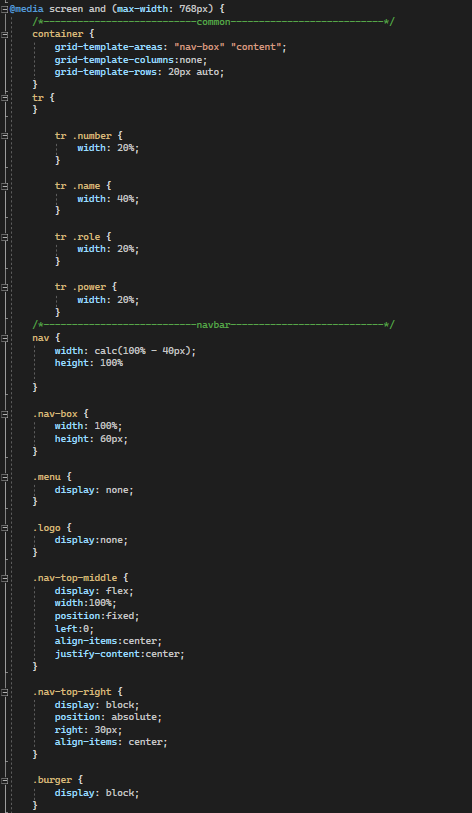 @media screen and (max-width: 768px) {
/*---------------------------common---------------------------*/
container {
grid-template-areas: "nav-box" "content";
grid-template-columns:none;
grid-template-rows: 20px auto;
}
tr {
}
tr .number {
width: 20%;
}
tr .name {
width: 40%;
}
tr .role {
width: 20%;
}
tr .power {
width: 20%;
}
/*---------------------------navbar---------------------------*/
nav {
width: calc(100% - 40px);
height: 100%
}
.nav-box {
width: 100%;
height: 60px;
}
.menu {
display: none;
}
.logo {
display:none;
}
.nav-top-middle {
display: flex;
width:100%;
position:fixed;
left:0;
align-items:center;
justify-content:center;
}
.nav-top-right {
display: block;
position: absolute;
right: 30px;
align-items: center;
}
.burger {
display: block;
}